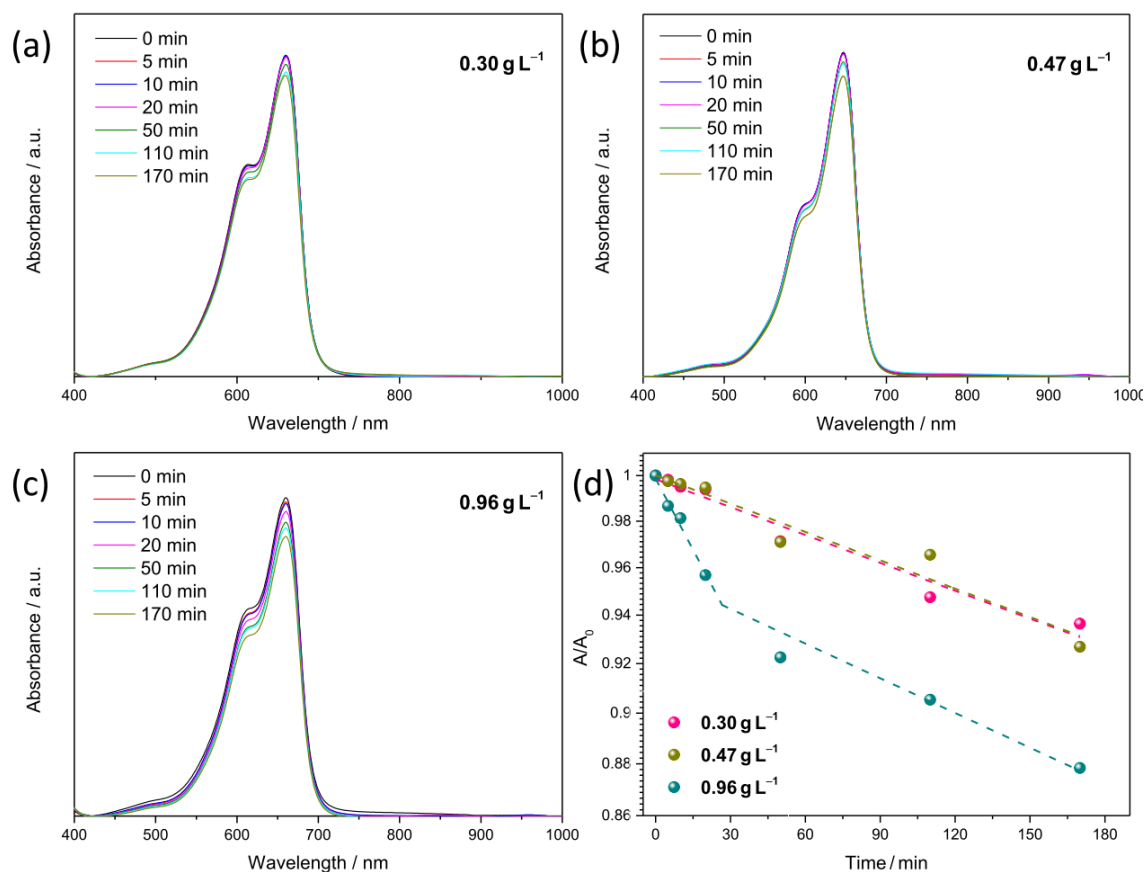 (a)
0 min
5 min
10 min
20 min
50 min
110 min
170 min
0.30 g L⁻¹
Absorbance / a.u.
400 500 600 700 800 900 1000
Wavelength / nm
(b)
0 min
5 min
10 min
20 min
50 min
110 min
170 min
0.47 g L⁻¹
Absorbance / a.u.
400 500 600 700 800 900 1000
Wavelength / nm
(c)
0 min
5 min
10 min
20 min
50 min
110 min
170 min
0.96 g L⁻¹
Absorbance / a.u.
400 500 600 700 800 900 1000
Wavelength / nm
(d)
1
0.98
0.96
0.94
0.92
0.9
0.88
0.86
A/A₀
0.30 g L⁻¹
0.47 g L⁻¹
0.96 g L⁻¹
0 30 60 90 120 150 180
Time / min